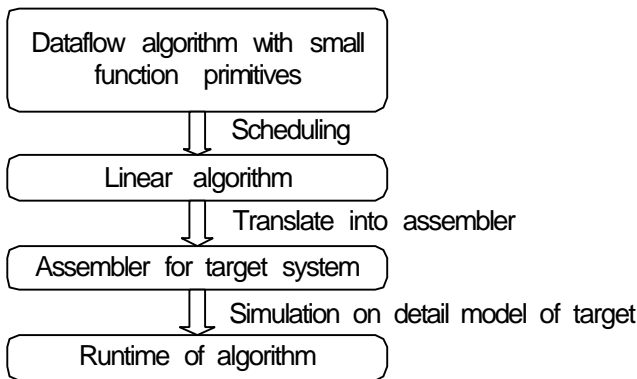 Dataflow algorithm with small
function primitives
Scheduling
Linear algorithm
Translate into assembler
Assembler for target system
Simulation on detail model of target
Runtime of algorithm